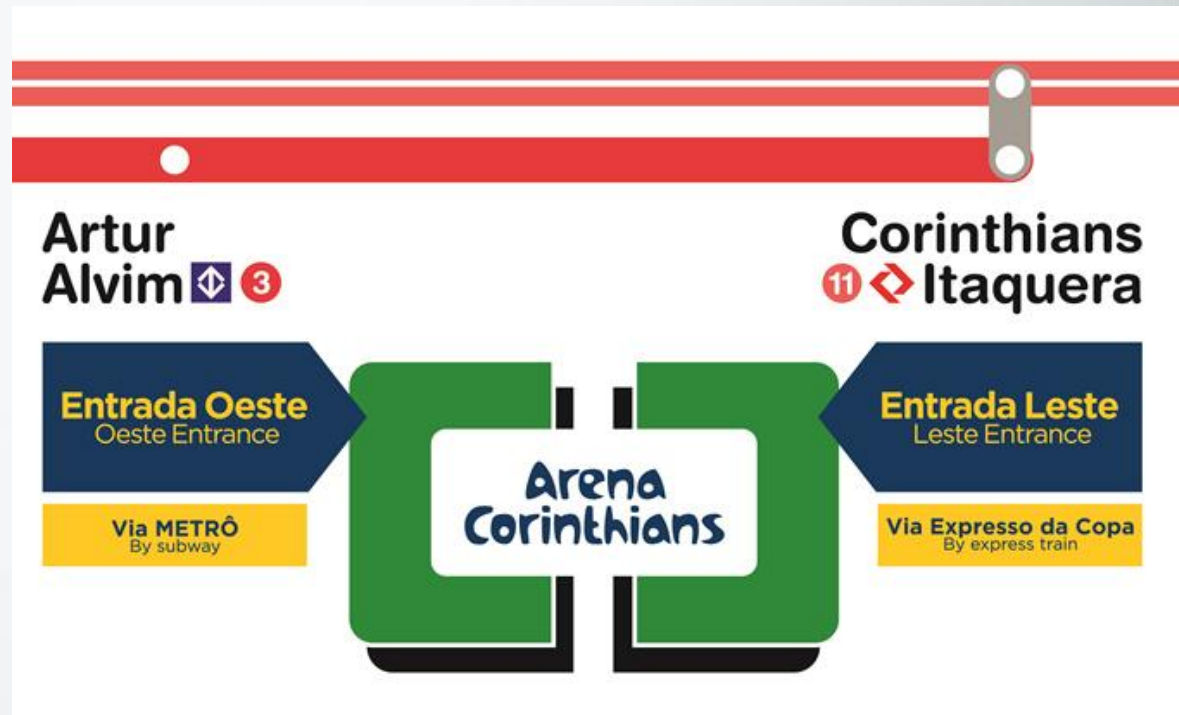 Artur
Alvim 3
Corinthians
11 Itaquera
Entrada Oeste
Oeste Entrance
Via METRÔ
By subway
Arena
Corinthians
Entrada Leste
Leste Entrance
Via Expresso da Copa
By express train